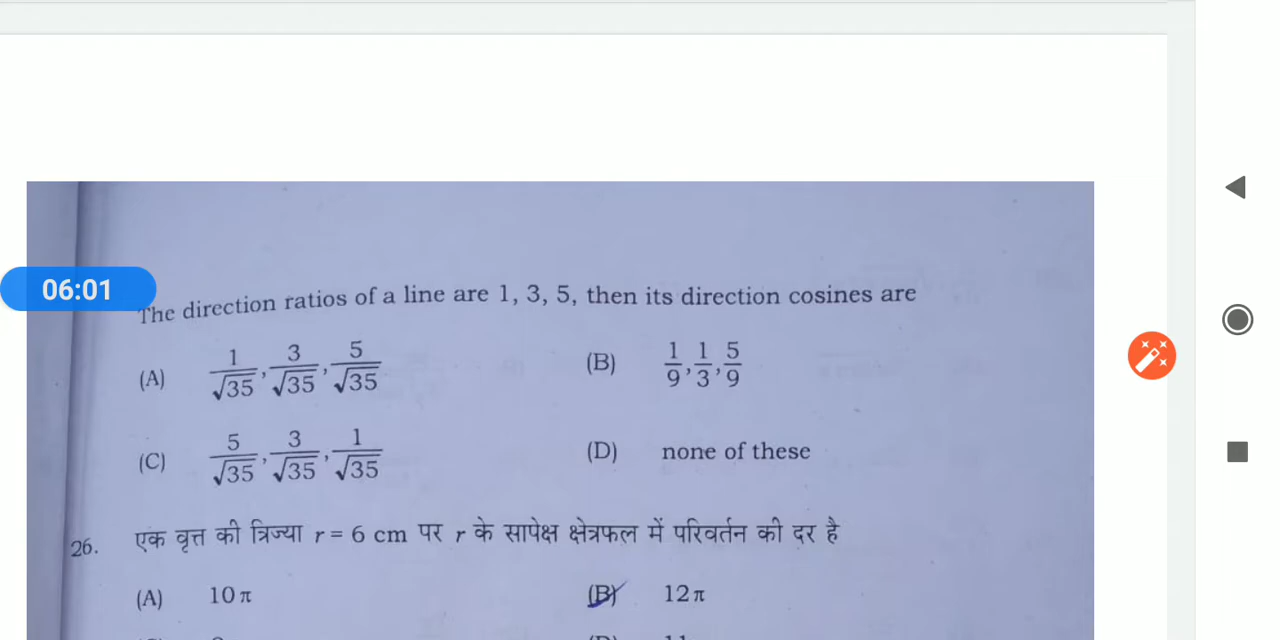 06:01
The direction ratios of a line are 1, 3, 5, then its direction cosines are
(A) 1/√35, 3/√35, 5/√35 (B) 1/9, 1/3, 5/9
(C) 5/√35, 3/√35, 1/√35 (D) none of these
26. एक वृत्त की त्रिज्या r = 6 cm पर r के सापेक्ष क्षेत्रफल में परिवर्तन की दर है
(A) 10π (B) 12π